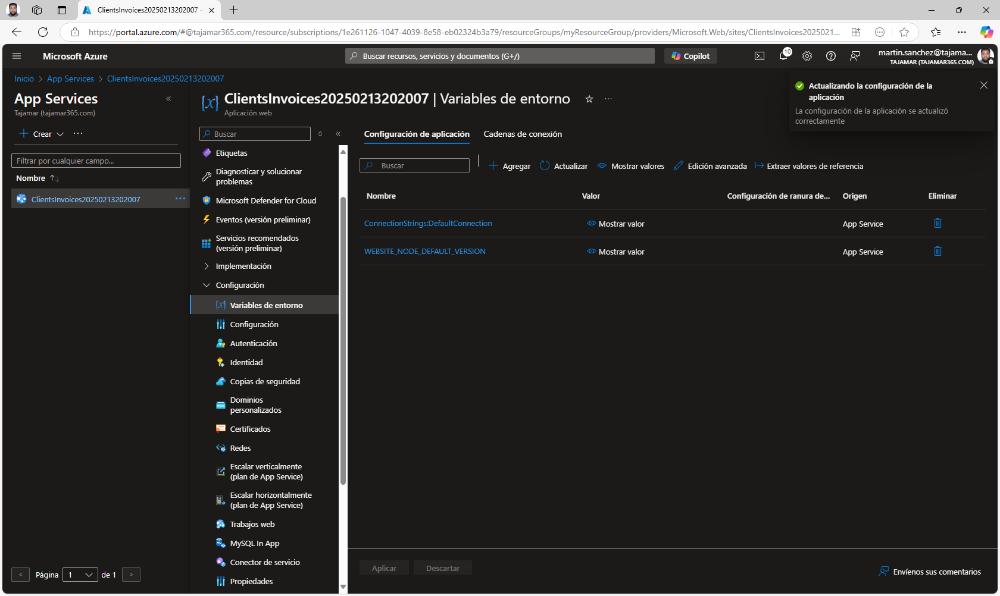 ClientsInvoices20250213202007 -
https://portal.azure.com/#@tajamar365.com/resource/subscriptions/1e261126-1047-4039-8e58-eb02324b3a79/resourceGroups/myResourceGroup/providers/Microsoft.Web/sites/ClientsInvoices2025021...
Microsoft Azure
Buscar recursos, servicios y documentos (G+/)
Copilot
10
martin.sanchez@tajama...
TAJAMAR (TAJAMAR365.COM)
Inicio > App Services > ClientsInvoices20250213202007
App Services
Tajamar (tajamar365.com)
Crear
Filtrar por cualquier campo...
Nombre
ClientsInvoices20250213202007
Página 1 de 1
ClientsInvoices20250213202007 | Variables de entorno
Aplicación web
Actualizando la configuración de la
aplicación
La configuración de la aplicación se actualizó
correctamente
Buscar
Etiquetas
Diagnosticar y solucionar
problemas
Microsoft Defender for Cloud
Eventos (versión preliminar)
Servicios recomendados
(versión preliminar)
Implementación
Configuración
Variables de entorno
Configuración
Autenticación
Identidad
Copias de seguridad
Dominios
personalizados
Certificados
Redes
Escalar verticalmente
(plan de App Service)
Escalar horizontalmente
(plan de App Service)
Trabajos web
MySQL In App
Conector de servicio
Propiedades
Configuración de aplicación
Cadenas de conexión
Buscar
Agregar
Actualizar
Mostrar valores
Edición avanzada
Extraer valores de referencia
Nombre Valor Configuración de ranura de... Origen Eliminar
ConnectionStrings:DefaultConnection Mostrar valor App Service
WEBSITE_NODE_DEFAULT_VERSION Mostrar valor App Service
Aplicar
Descartar
Envíenos sus comentarios